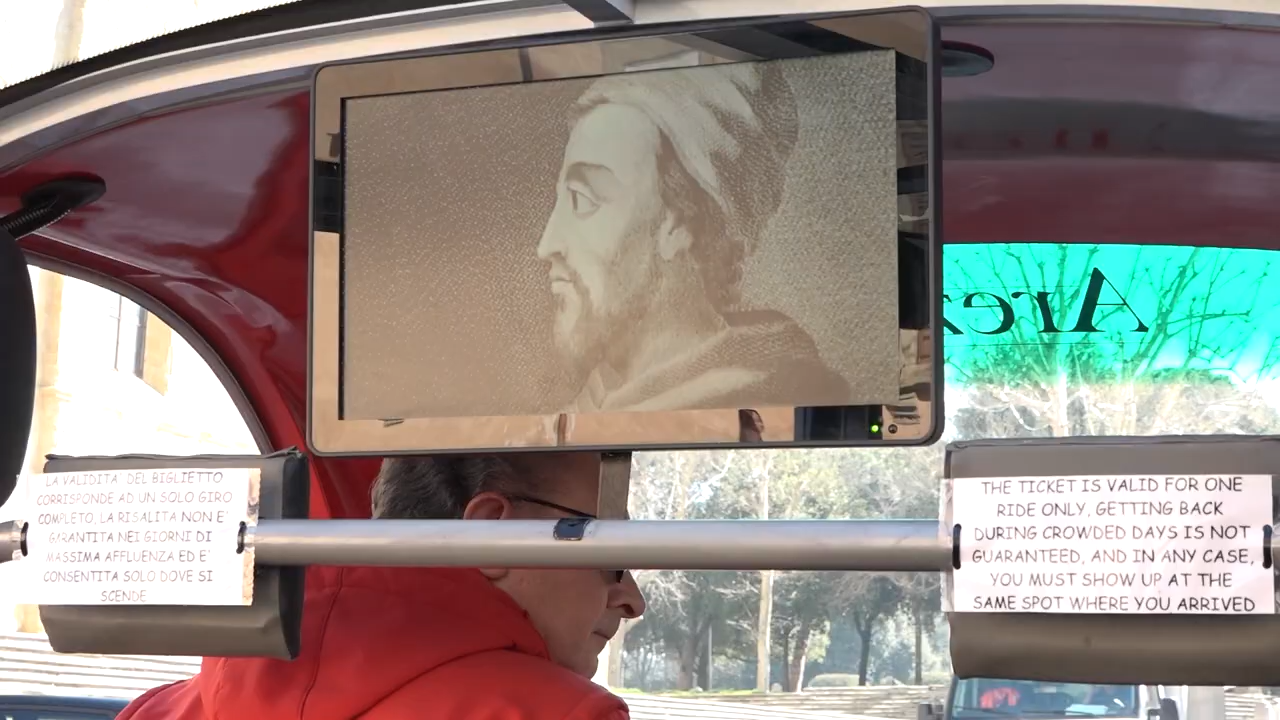 Arez
LA VALIDITA' DEL BIGLIETTO
CORRISPONDE AD UN SOLO GIRO
COMPLETO, LA RISALITA NON E'
GARANTITA NEI GIORNI DI
MASSIMA AFFLUENZA ED E'
CONSENTITA SOLO DOVE SI
SCENDE
THE TICKET IS VALID FOR ONE
RIDE ONLY. GETTING BACK
DURING CROWDED DAYS IS NOT
GUARANTEED, AND IN ANY CASE,
YOU MUST SHOW UP AT THE
SAME SPOT WHERE YOU ARRIVED